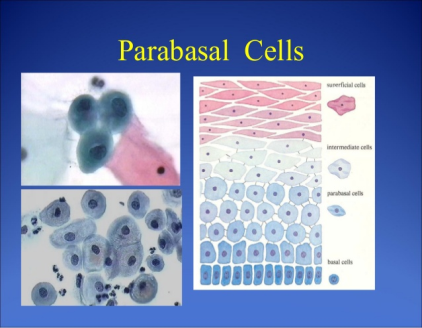 Parabasal Cells
superficial cells
intermediate cells
parabasal cells
basal cells